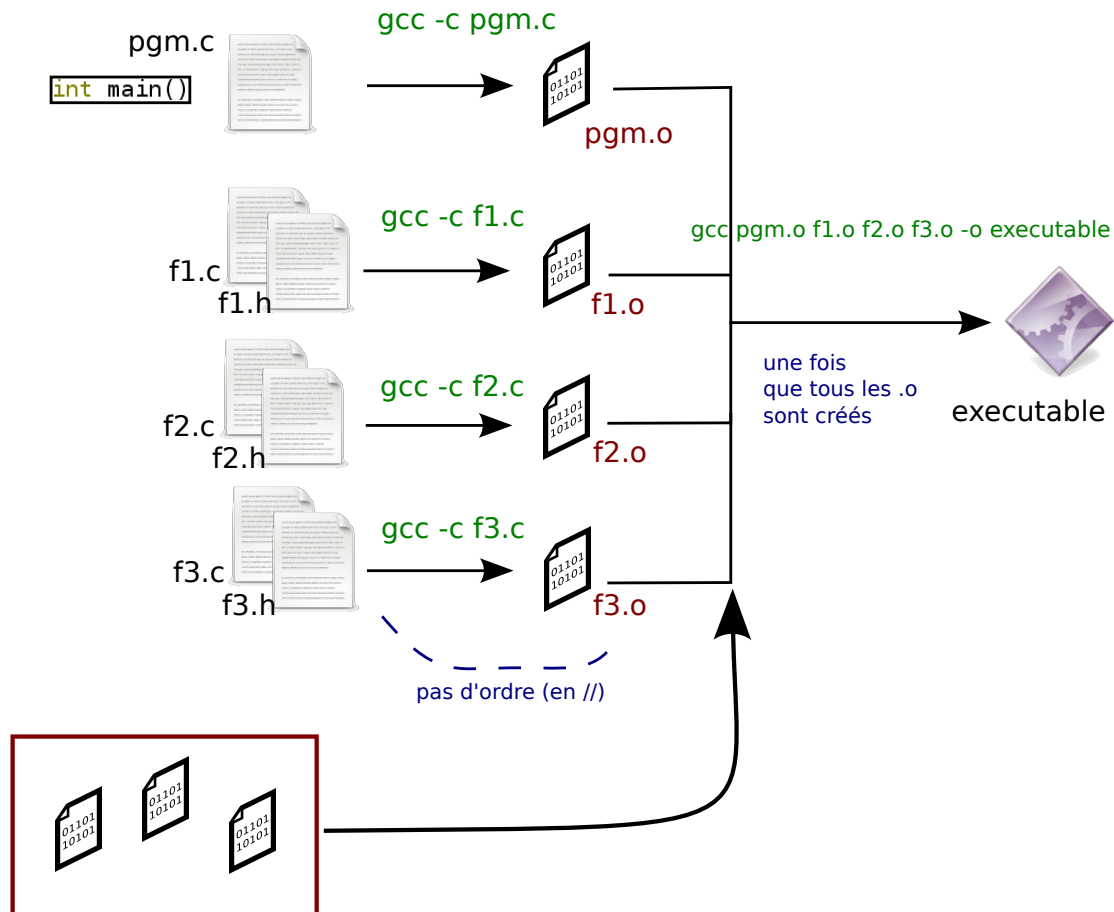 gcc -c pgm.c
pgm.c
int main()
01101
10101
pgm.o
gcc -c f1.c
f1.c
f1.h
01101
10101
f1.o
gcc pgm.o f1.o f2.o f3.o -o executable
gcc -c f2.c
f2.c
f2.h
01101
10101
f2.o
une fois
que tous les .o
sont créés
executable
gcc -c f3.c
f3.c
f3.h
01101
10101
f3.o
pas d'ordre (en //)
01101
10101
01101
10101
01101
10101